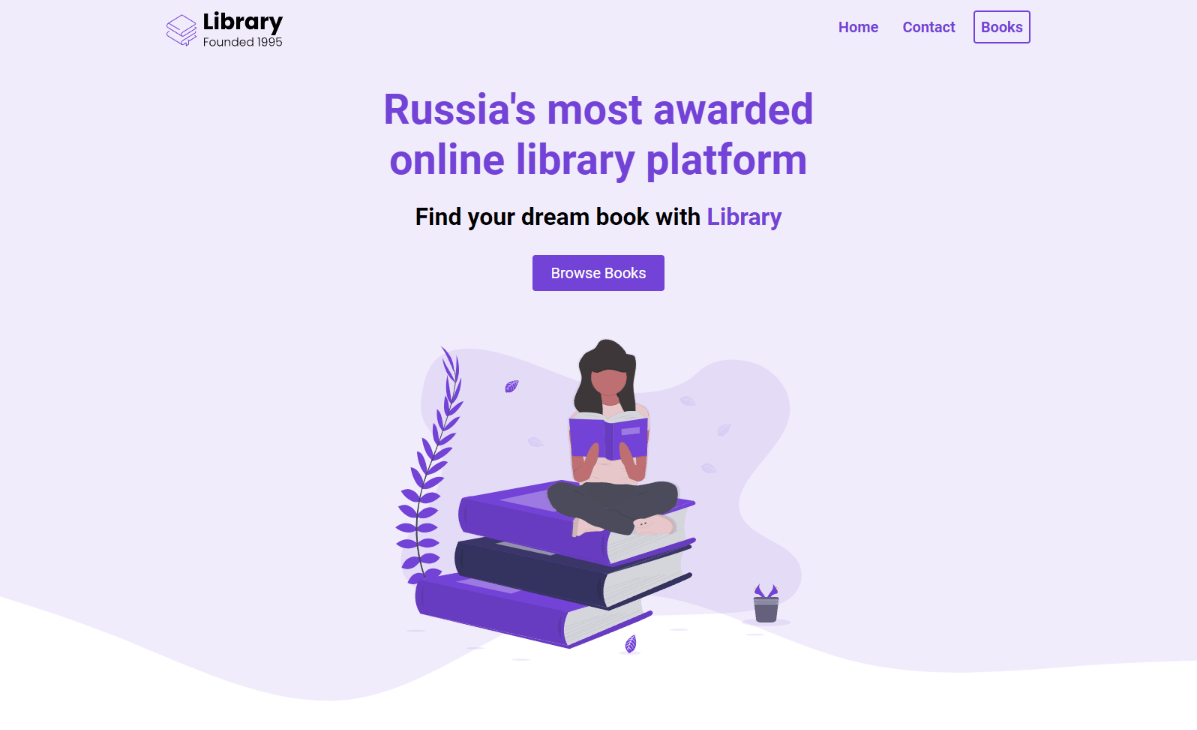 Library
Founded 1995
Home Contact Books
Russia's most awarded
online library platform
Find your dream book with Library
Browse Books